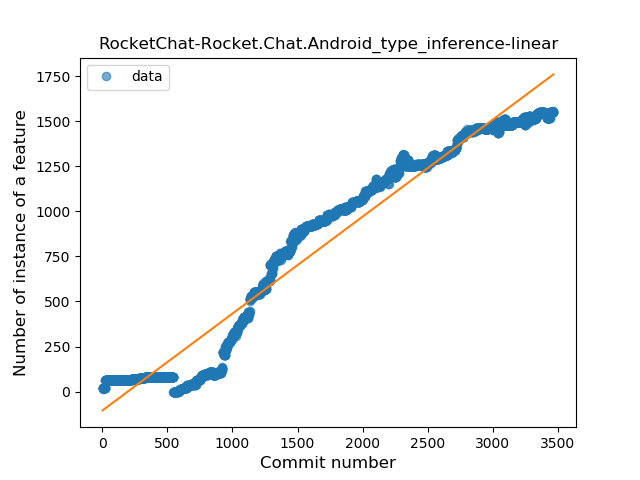 RocketChat-Rocket.Chat.Android_type_inference-linear
data
Number of instance of a feature
1750
1500
1250
1000
750
500
250
0
0 500 1000 1500 2000 2500 3000 3500
Commit number